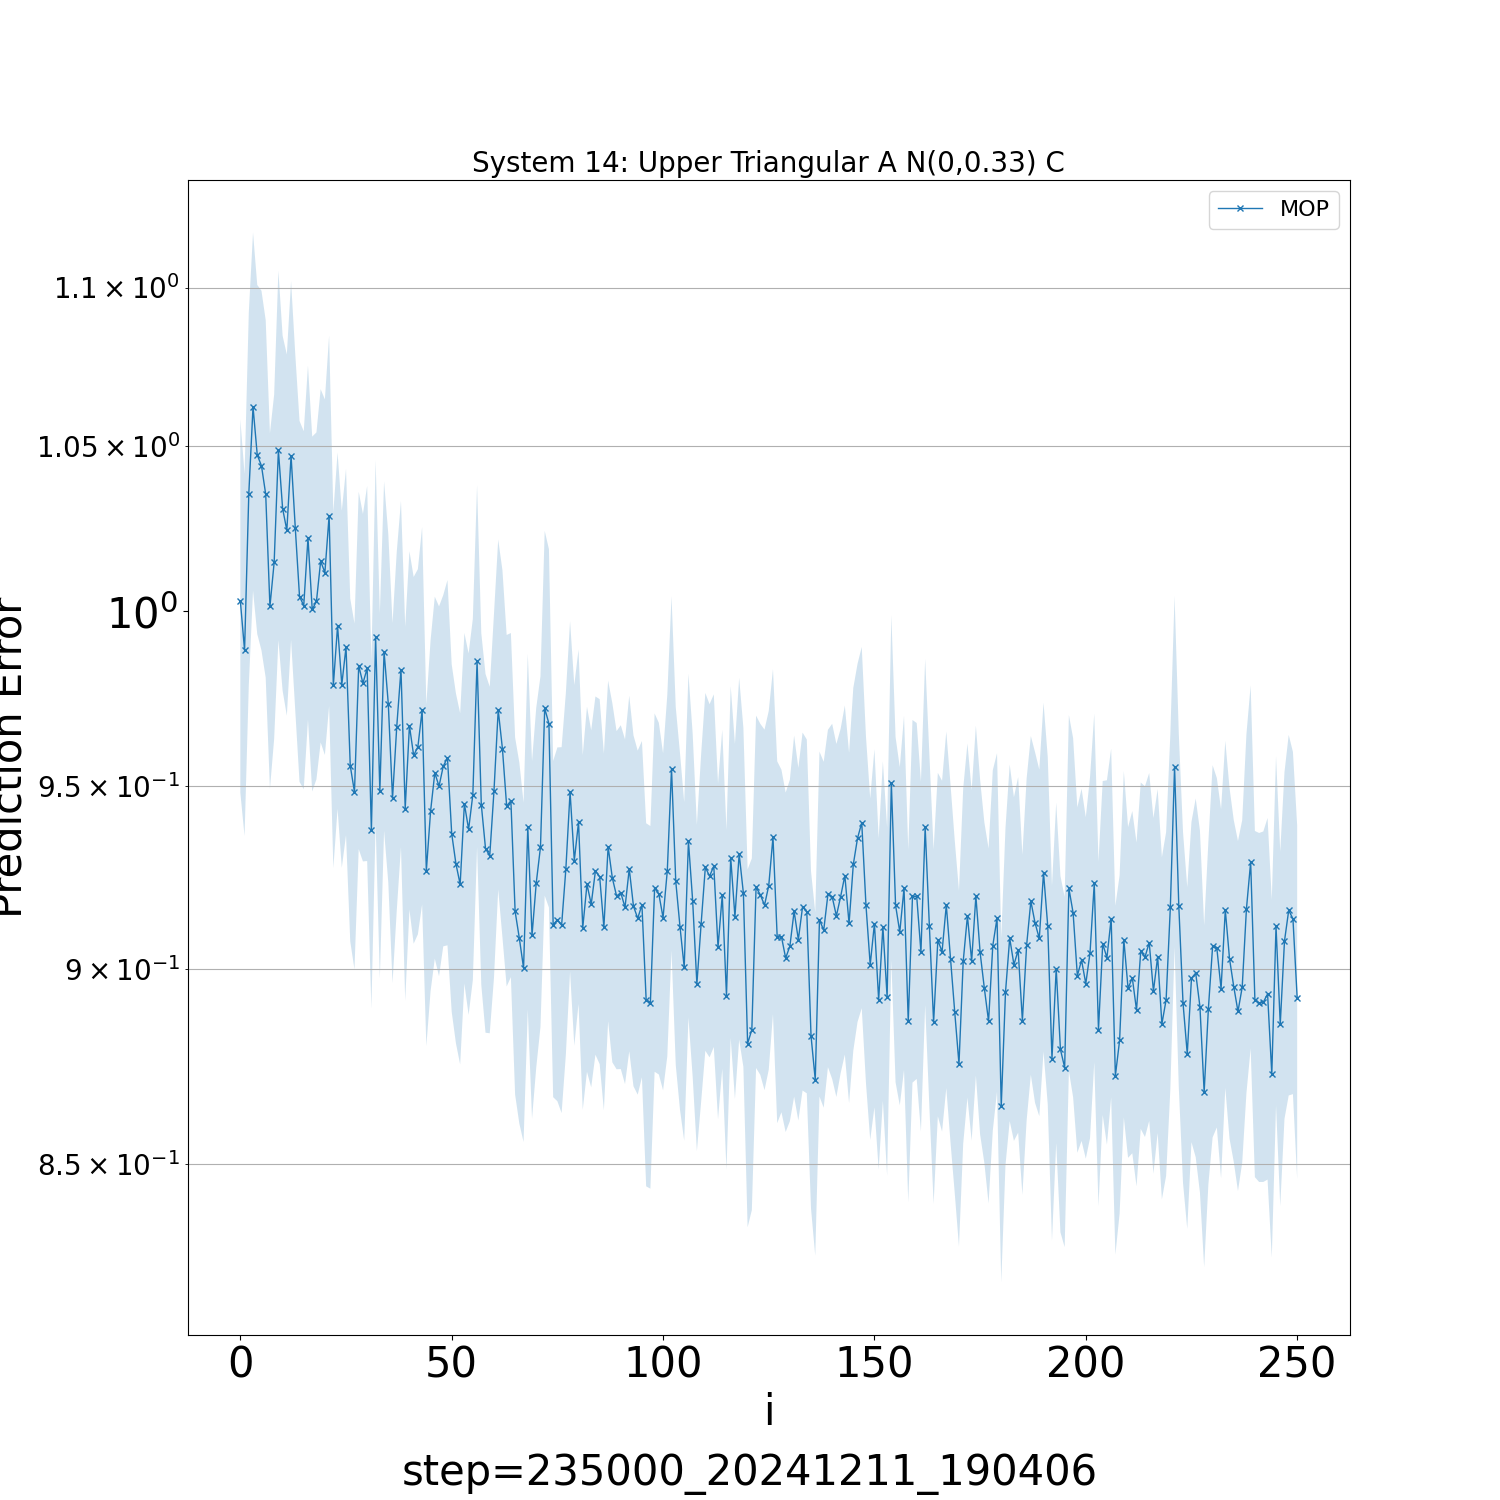 System 14: Upper Triangular A N(0,0.33) C
MOP
1.1 × 10⁰
1.05 × 10⁰
10⁰
9.5 × 10⁻¹
9 × 10⁻¹
8.5 × 10⁻¹
Prediction Error
0 50 100 150 200 250
i
step=235000_20241211_190406